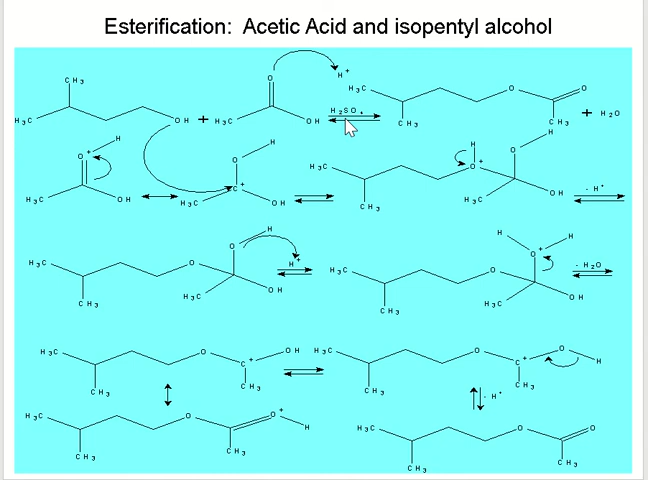 Esterification: Acetic Acid and isopentyl alcohol
CH3
H3C
OH
+
H3C
O
OH
H+
H2SO4
H3C
CH3
O
O
CH3
+ H2O
O+
H
H3C
OH
O
H
H3C
C+
OH
H3C
CH3
H
O+
O
H
H3C
OH
- H+
H3C
CH3
O
O
H
H3C
OH
H+
H3C
CH3
O
H
O+
H
H3C
OH
- H2O
H3C
CH3
O
C+
OH
CH3
H3C
CH3
O
C+
O
H
CH3
- H+
H3C
CH3
O
O+
H
CH3
H3C
CH3
O
O
CH3